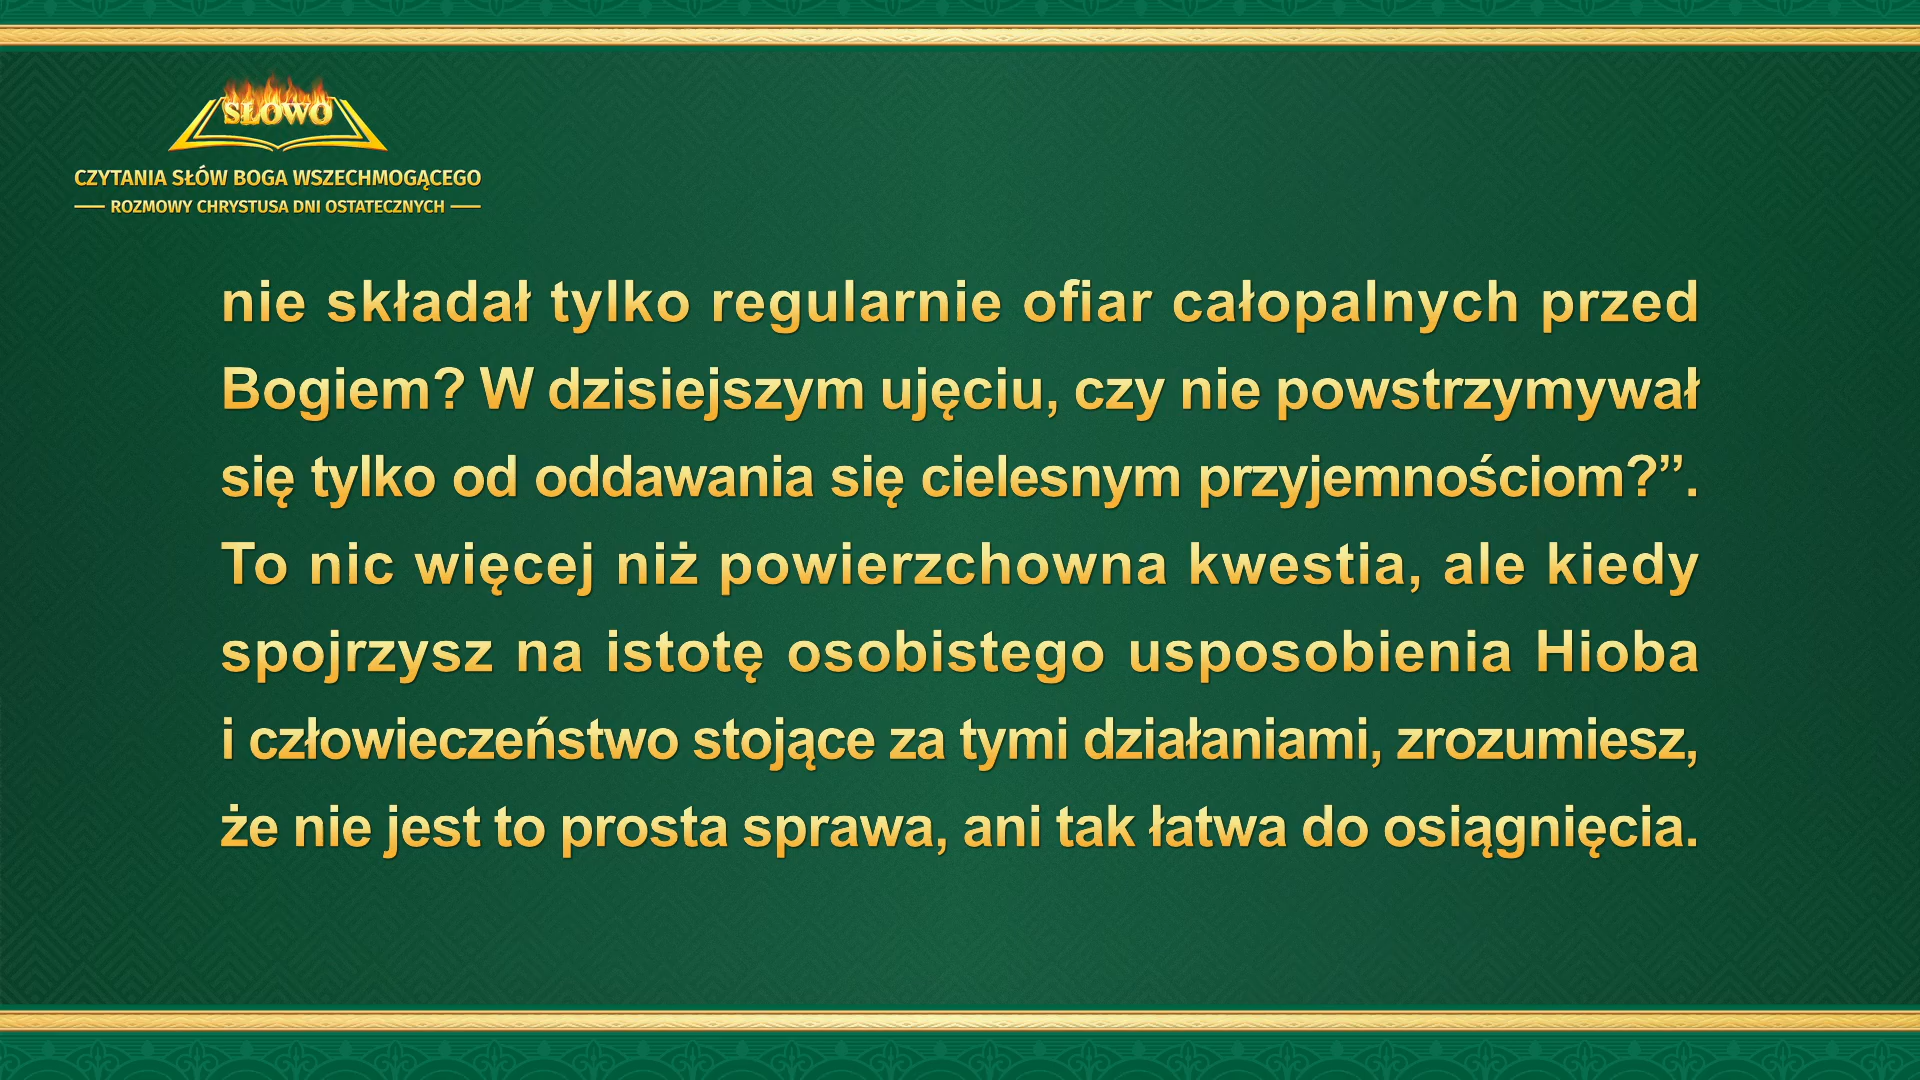 SŁOWO
CZYTANIA SŁÓW BOGA WSZECHMOGĄCEGO
ROZMOWY CHRYSTUSA DNI OSTATECZNYCH
nie składał tylko regularnie ofiar całopalnych przed
Bogiem? W dzisiejszym ujęciu, czy nie powstrzymywał
się tylko od oddawania się cielesnym przyjemnościom?”.
To nic więcej niż powierzchowna kwestia, ale kiedy
spojrzysz na istotę osobistego usposobienia Hioba
i człowieczeństwo stojące za tymi działaniami, zrozumiesz,
że nie jest to prosta sprawa, ani tak łatwa do osiągnięcia.